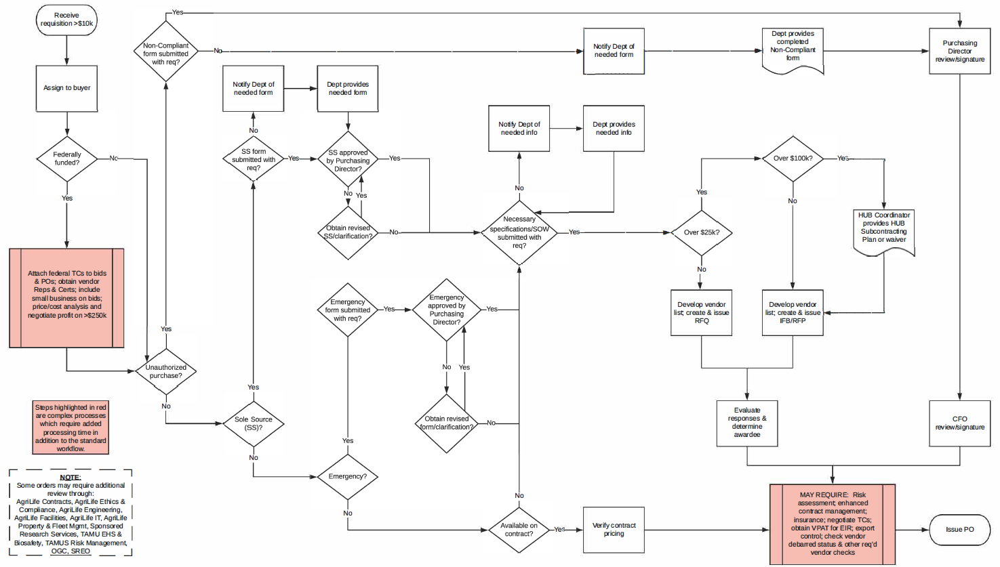 Receive
requisition >$10k
Assign to buyer
Federally
funded?
No
Yes
Attach federal TCs to bids
& POs; obtain vendor
Reps & Certs; include
small business on bids;
price/cost analysis and
negotiate profit on >$250k
Steps highlighted in red
are complex processes
which require added
processing time in
addition to the standard
workflow.
NOTE:
Some orders may require additional
review through:
AgriLife Contracts, AgriLife Ethics &
Compliance, AgriLife Engineering,
AgriLife Facilities, AgriLife IT, AgriLife
Property & Fleet Mgmt, Sponsored
Research Services, TAMU EHS &
Biosafety, TAMUS Risk Management,
OGC, SREO
Unauthorized
purchase?
Yes
No
Non-Compliant
form submitted
with req?
Yes
No
Notify Dept of
needed form
Dept provides
completed
Non-Compliant
form
Purchasing
Director
review/signature
CFO
review/signature
Sole Source
(SS)?
Yes
No
SS form
submitted with
req?
No
Yes
Notify Dept of
needed form
Dept provides
needed form
SS approved
by Purchasing
Director?
Yes
No
Yes
Obtain revised
SS/clarification?
No
Emergency?
Yes
No
Emergency
form submitted
with req?
Yes
Emergency
approved by
Purchasing
Director?
Yes
No
Yes
Obtain revised
form/clarification?
No
Available on
contract?
No
Yes
Verify contract
pricing
Necessary
specifications/SOW
submitted with
req?
No
Yes
Notify Dept of
needed info
Dept provides
needed info
Over $25k?
Yes
No
Over $100k?
Yes
No
HUB Coordinator
provides HUB
Subcontracting
Plan or waiver
Develop vendor
list; create & issue
RFQ
Develop vendor
list; create & issue
IFB/RFP
Evaluate
responses &
determine
awardee
MAY REQUIRE: Risk
assessment; enhanced
contract management;
insurance; negotiate TCs;
obtain VPAT for EIR; export
control; check vendor
debarred status & other req'd
vendor checks
Issue PO